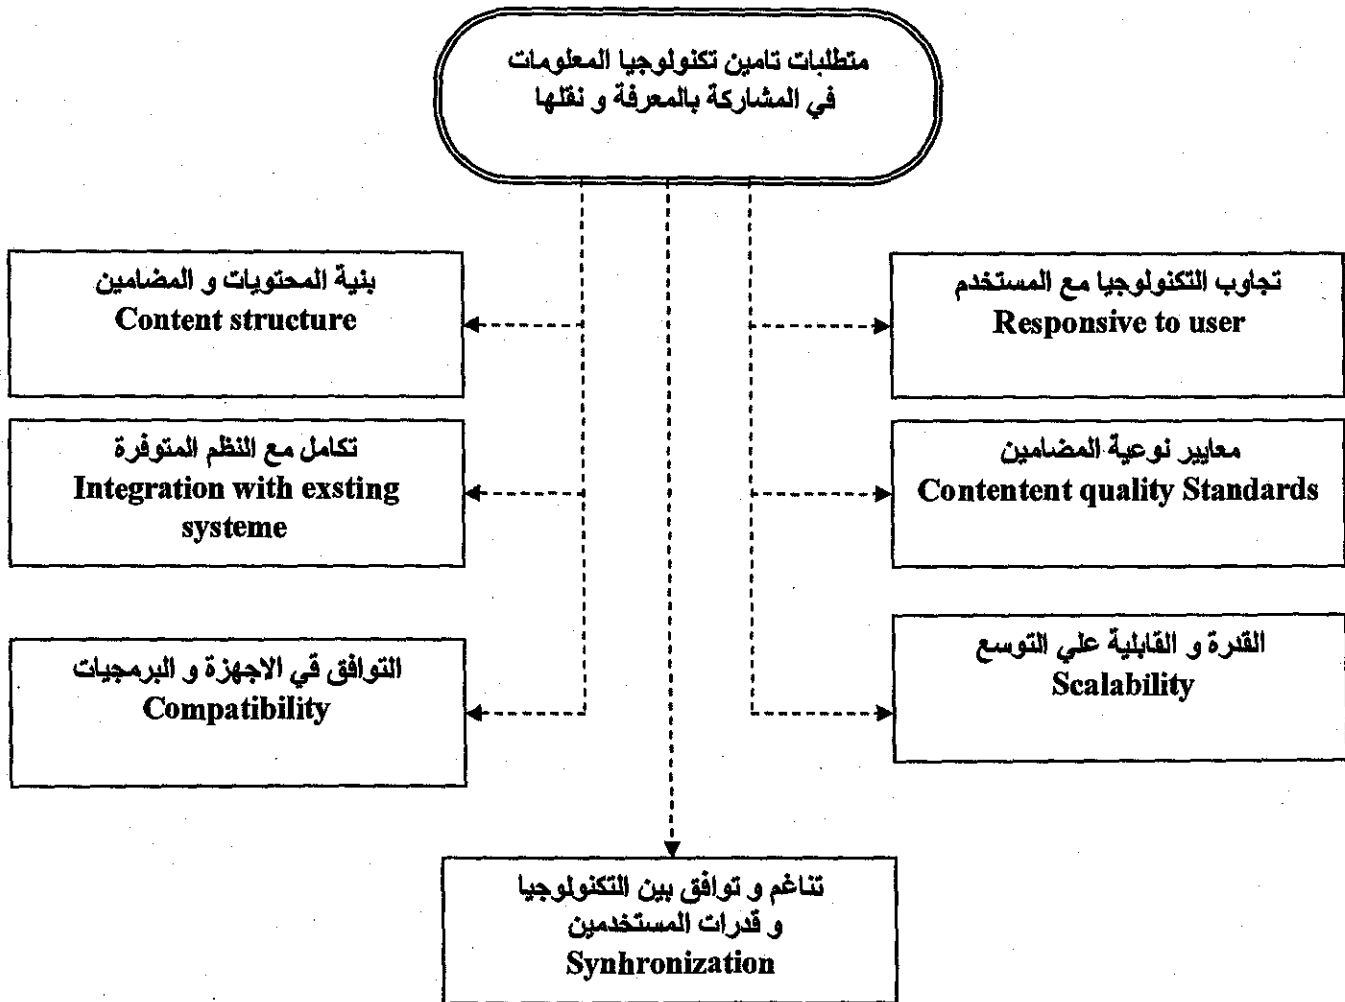 متطلبات تامين تكنولوجيا المعلومات
في المشاركة بالمعرفة و نقلها
تجاوب التكنولوجيا مع المستخدم
Responsive to user
بنية المحتويات و المضامين
Content structure
معايير نوعية المضامين
Contentent quality Standards
تكامل مع النظم المتوفرة
Integration with exsting
systeme
القدرة و القابلية علي التوسع
Scalability
التوافق قي الاجهزة و البرمجيات
Compatibility
تناغم و توافق بين التكنولوجيا
و قدرات المستخدمين
Synhronization